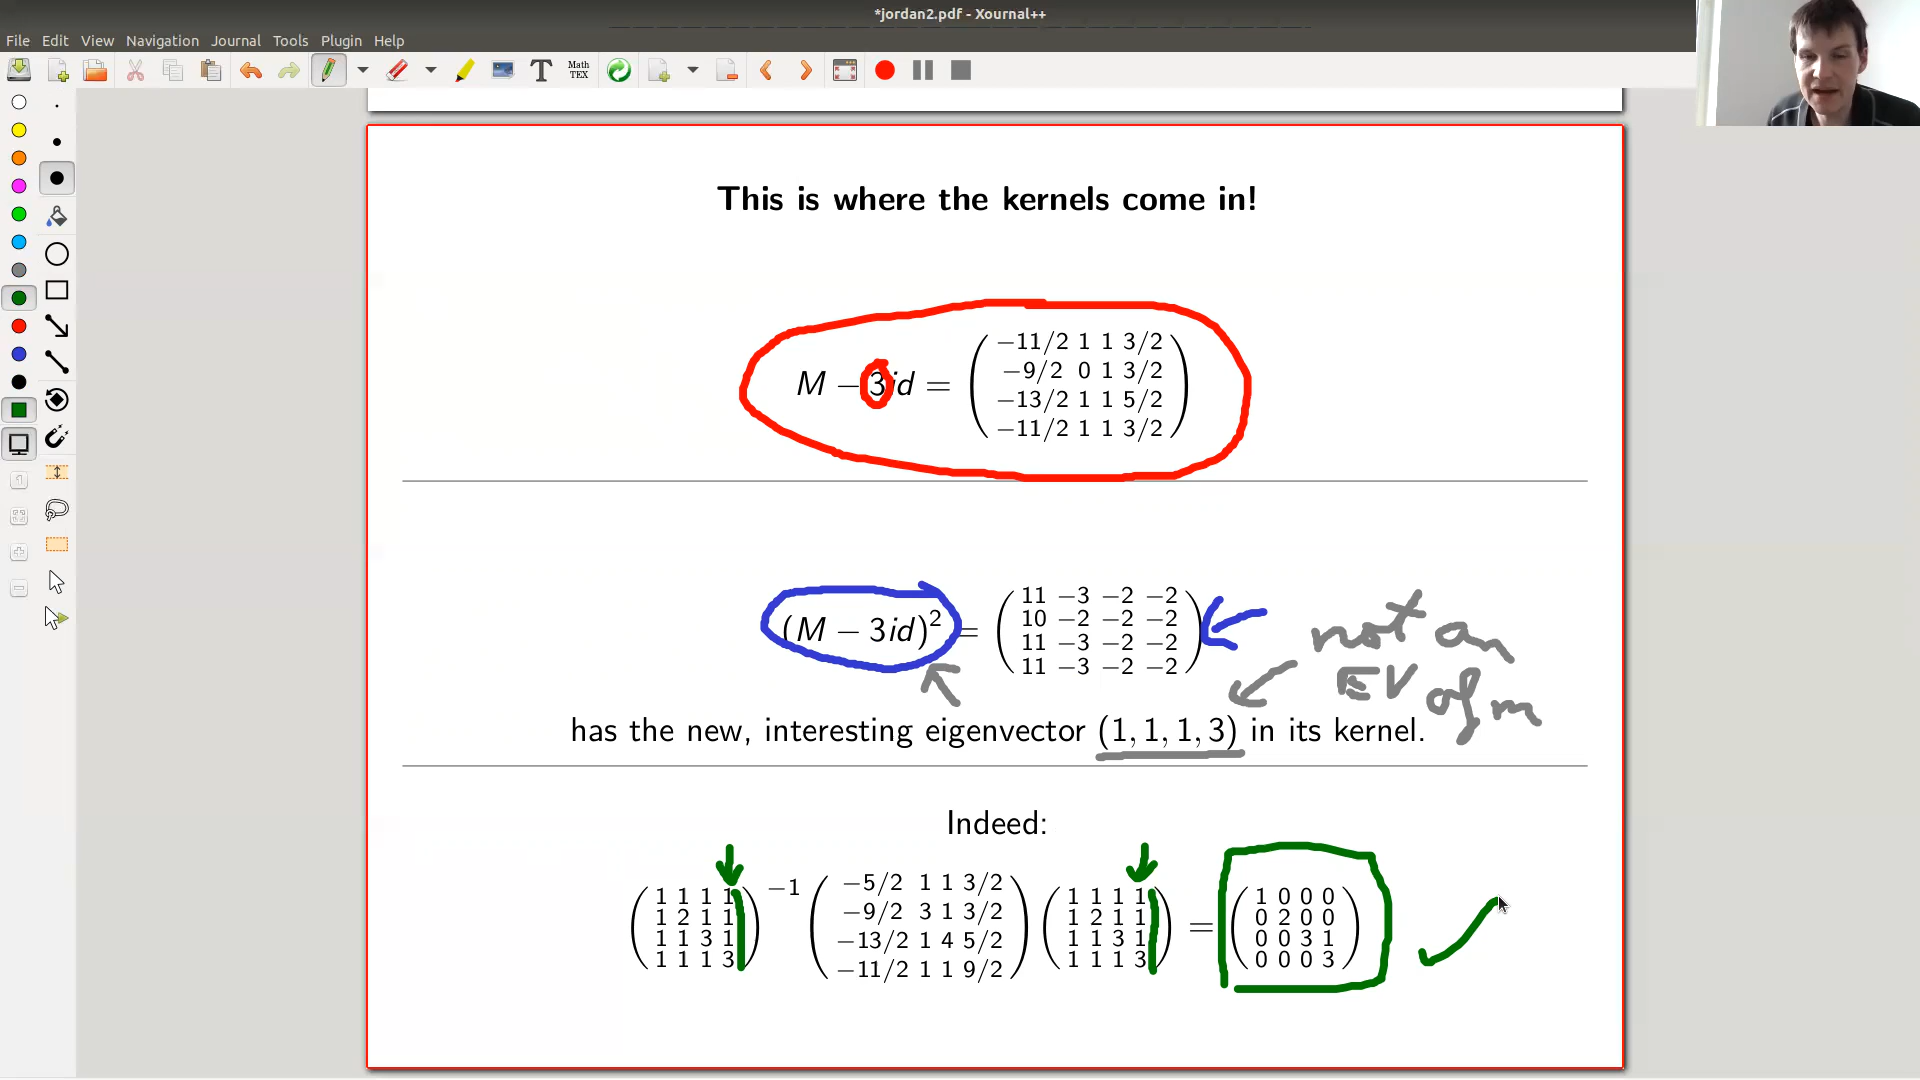 *jordan2.pdf - Xournal++
File Edit View Navigation Journal Tools Plugin Help
Math
TEX
This is where the kernels come in!
M − 3id =
−11/2 1 1 3/2
−9/2 0 1 3/2
−13/2 1 1 5/2
−11/2 1 1 3/2
(M − 3id)² =
11 −3 −2 −2
10 −2 −2 −2
11 −3 −2 −2
11 −3 −2 −2
not an
EV
of M
has the new, interesting eigenvector (1, 1, 1, 3) in its kernel.
Indeed:
1 1 1 1
1 2 1 1
1 1 3 1
1 1 1 3
−1
−5/2 1 1 3/2
−9/2 3 1 3/2
−13/2 1 4 5/2
−11/2 1 1 9/2
1 1 1 1
1 2 1 1
1 1 3 1
1 1 1 3
=
1 0 0 0
0 2 0 0
0 0 3 1
0 0 0 3